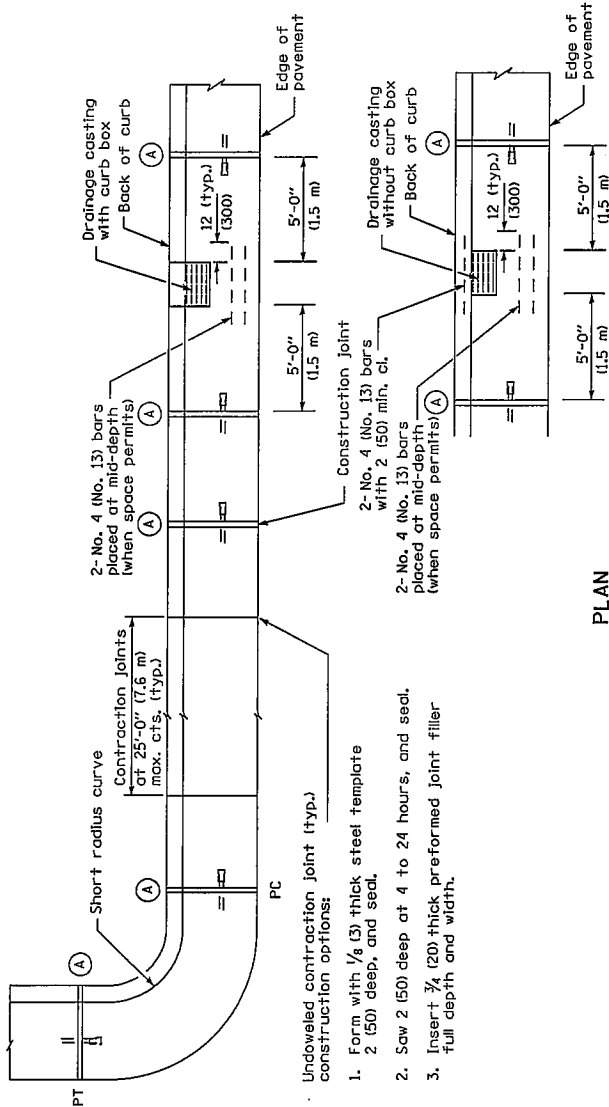 PT
A
Short radius curve
A
PC
Contraction joints
at 25'-0" (7.6 m)
max. cts. (typ.)
2- No. 4 (No. 13) bars
placed at mid-depth
(when space permits)
A
A
Drainage casting
with curb box
Back of curb
12 (typ.)
(300)
A
Edge of
pavement
5'-0"
(1.5 m)
5'-0"
(1.5 m)
Construction joint
Undoweled contraction joint (typ.)
construction options:
1. Form with 1/8 (3) thick steel template
2 (50) deep, and seal.
2. Saw 2 (50) deep at 4 to 24 hours, and seal.
3. Insert 3/4 (20) thick preformed joint filler
full depth and width.
2- No. 4 (No. 13) bars
with 2 (50) min. cl.
2- No. 4 (No. 13) bars
placed at mid-depth
(when space permits)
A
Drainage casting
without curb box
Back of curb
12 (typ.)
(300)
A
Edge of
pavement
5'-0"
(1.5 m)
5'-0"
(1.5 m)
PLAN